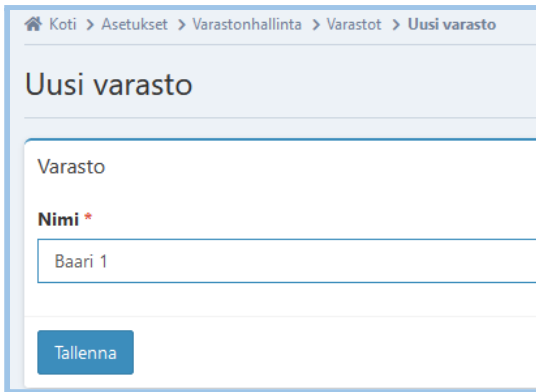 Koti > Asetukset > Varastonhallinta > Varastot > Uusi varasto
Uusi varasto
Varasto
Nimi *
Baari 1
Tallenna